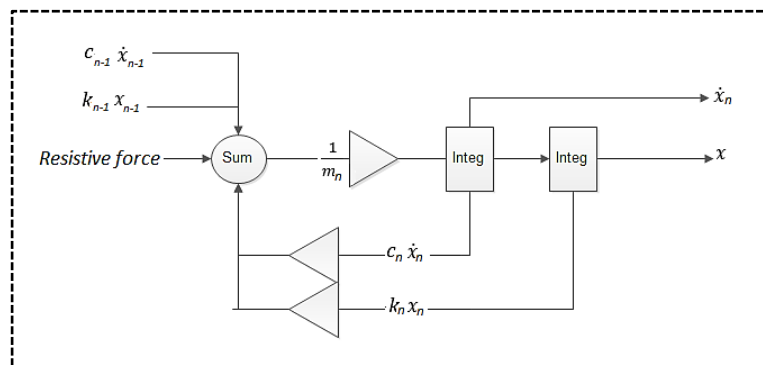 c_{n-1} ẋ_{n-1}
k_{n-1} x_{n-1}
ẋ_n
Resistive force
Sum
1
m_n
Integ
Integ
x
c_n ẋ_n
k_n x_n